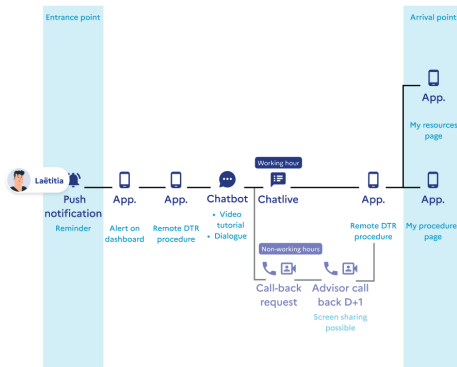 Entrance point
Arrival point
App.
My resources
page
Working hour
Laëtitia
Push
notification
Reminder
App.
Alert on
dashboard
App.
Remote DTR
procedure
Chatbot
• Video
tutorial
• Dialogue
Chatlive
App.
Remote DTR
procedure
App.
My procedure
page
Non-working hours
Call-back
request
Advisor call
back D+1
Screen sharing
possible